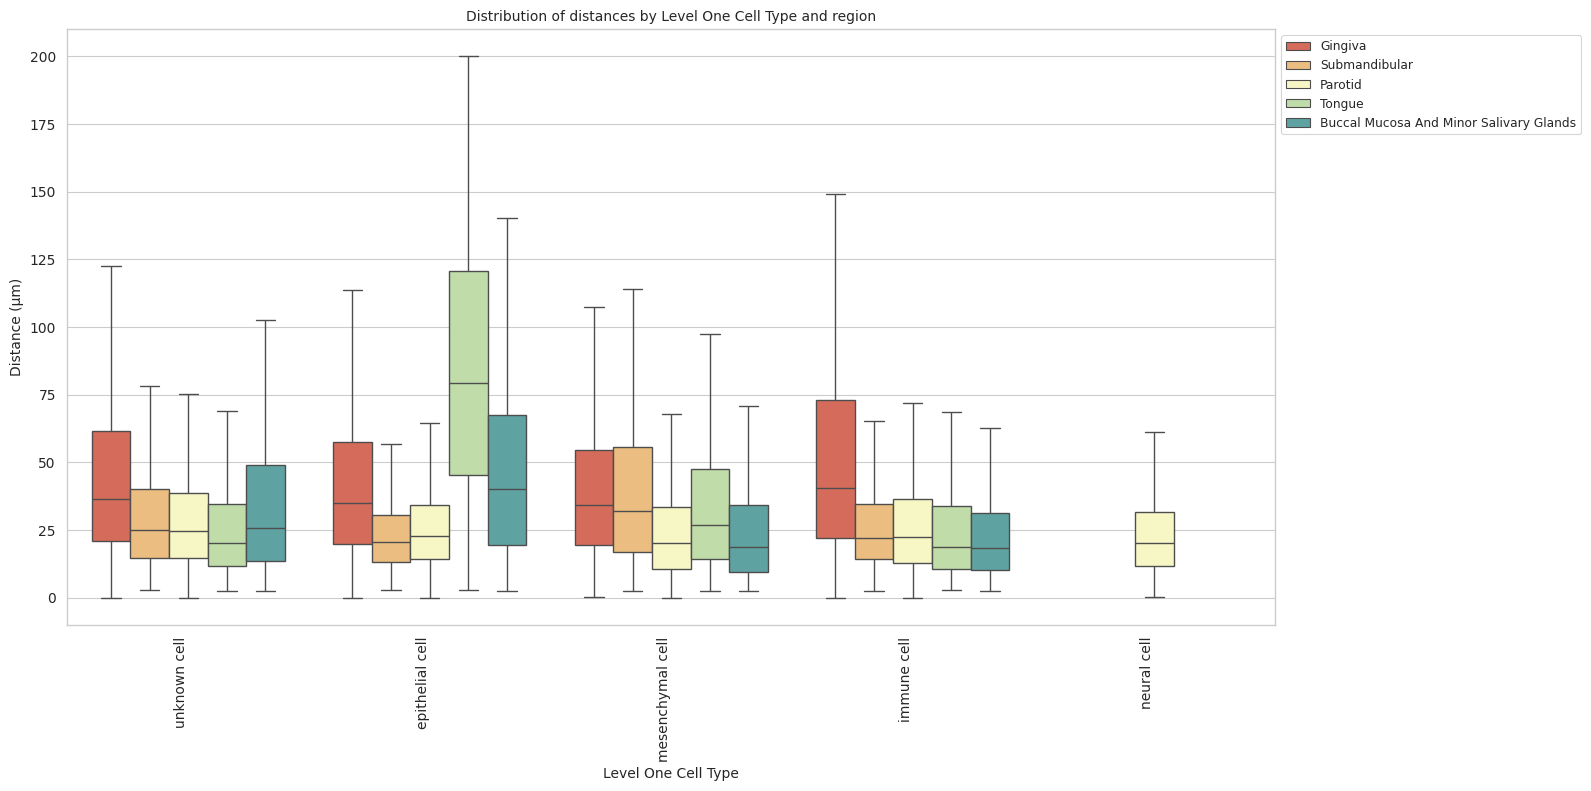 Distribution of distances by Level One Cell Type and region
Gingiva
Submandibular
Parotid
Tongue
Buccal Mucosa And Minor Salivary Glands
Distance (µm)
200
175
150
125
100
75
50
25
0
unknown cell
epithelial cell
mesenchymal cell
immune cell
neural cell
Level One Cell Type